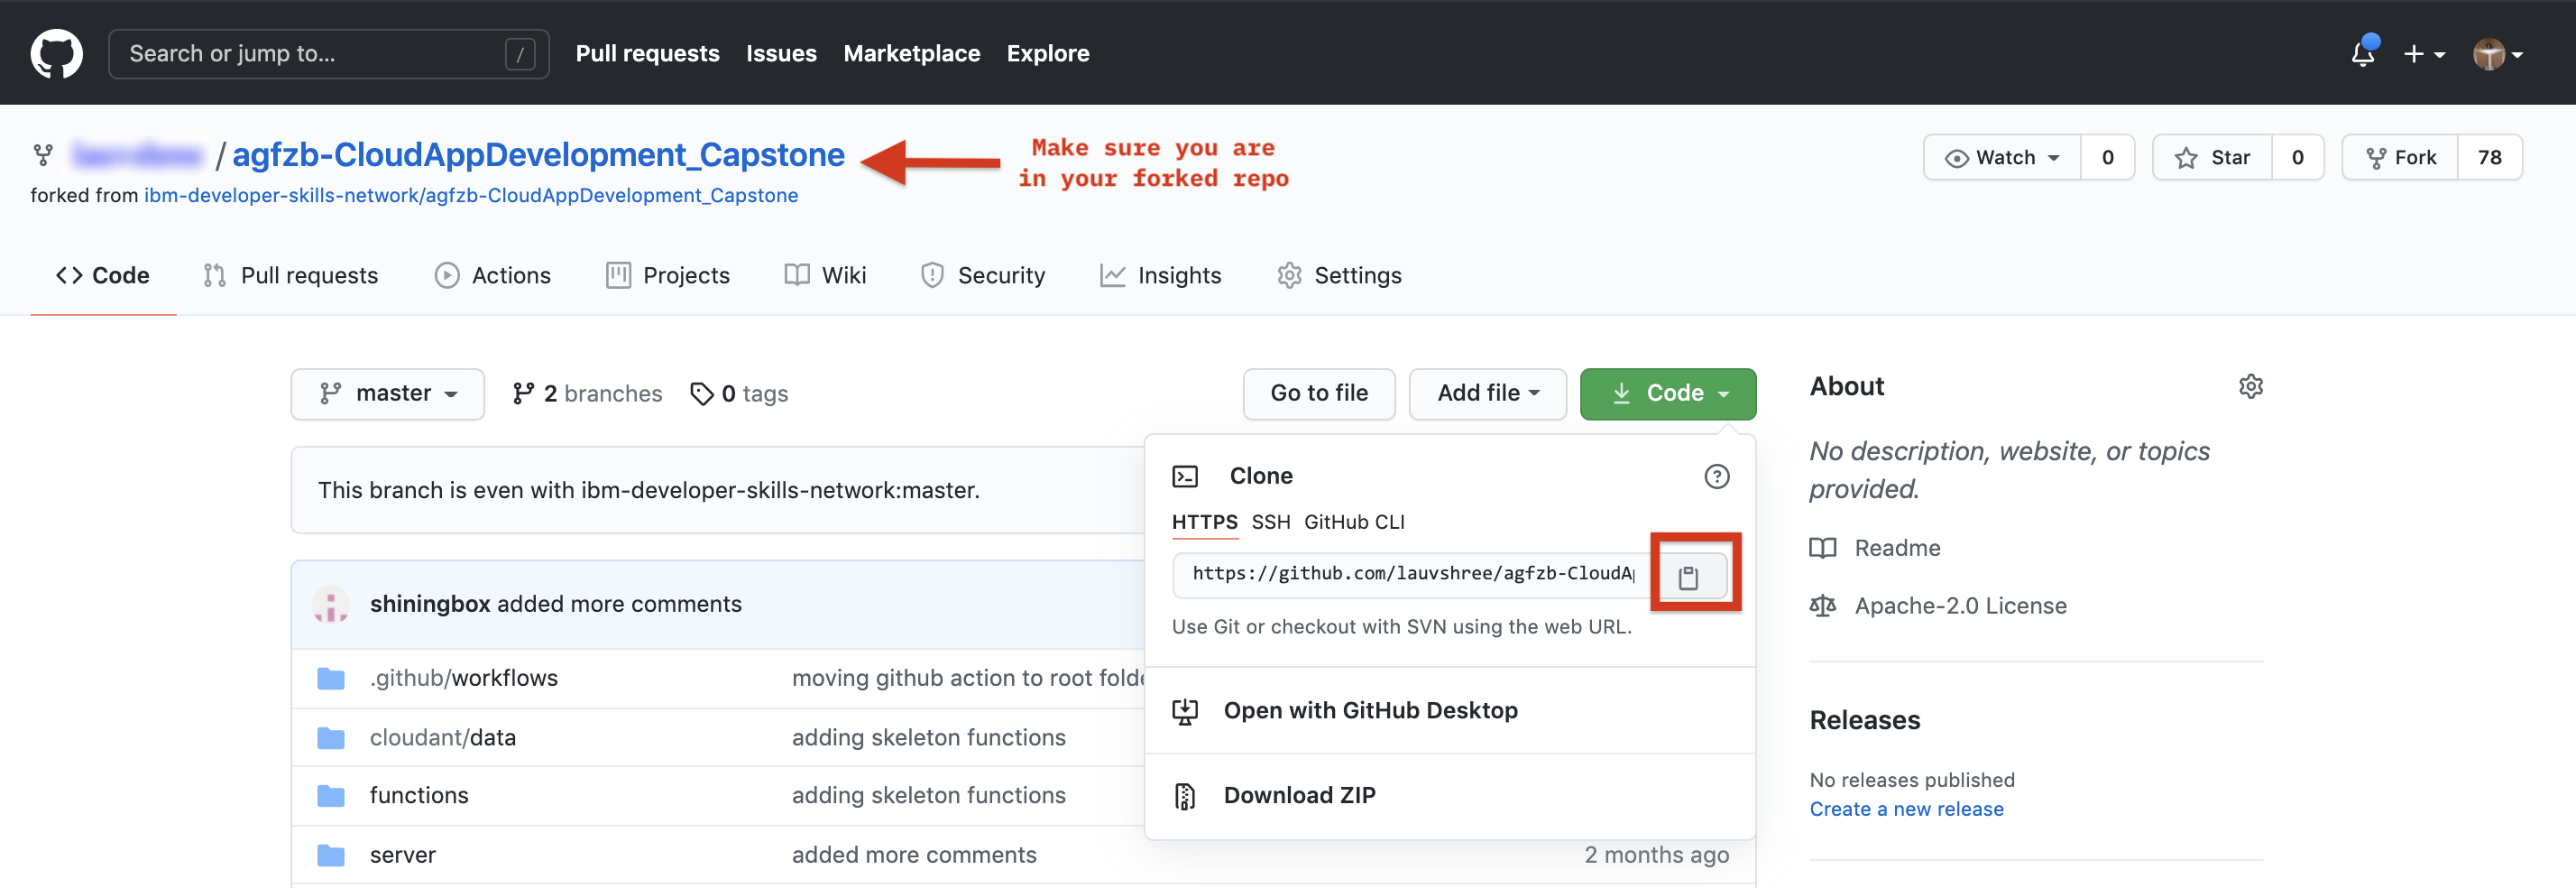 Search or jump to... /
Pull requests Issues Marketplace Explore
/ agfzb-CloudAppDevelopment_Capstone
Make sure you are
in your forked repo
Watch 0 Star 0 Fork 78
forked from ibm-developer-skills-network/agfzb-CloudAppDevelopment_Capstone
Code Pull requests Actions Projects Wiki Security Insights Settings
master 2 branches 0 tags Go to file Add file Code
About
No description, website, or topics
provided.
Readme
Apache-2.0 License
Releases
No releases published
Create a new release
This branch is even with ibm-developer-skills-network:master.
Clone
HTTPS SSH GitHub CLI
https://github.com/lauvshree/agfzb-CloudAp
Use Git or checkout with SVN using the web URL.
Open with GitHub Desktop
Download ZIP
shiningbox added more comments
.github/workflows moving github action to root folde
cloudant/data adding skeleton functions
functions adding skeleton functions
server added more comments 2 months ago